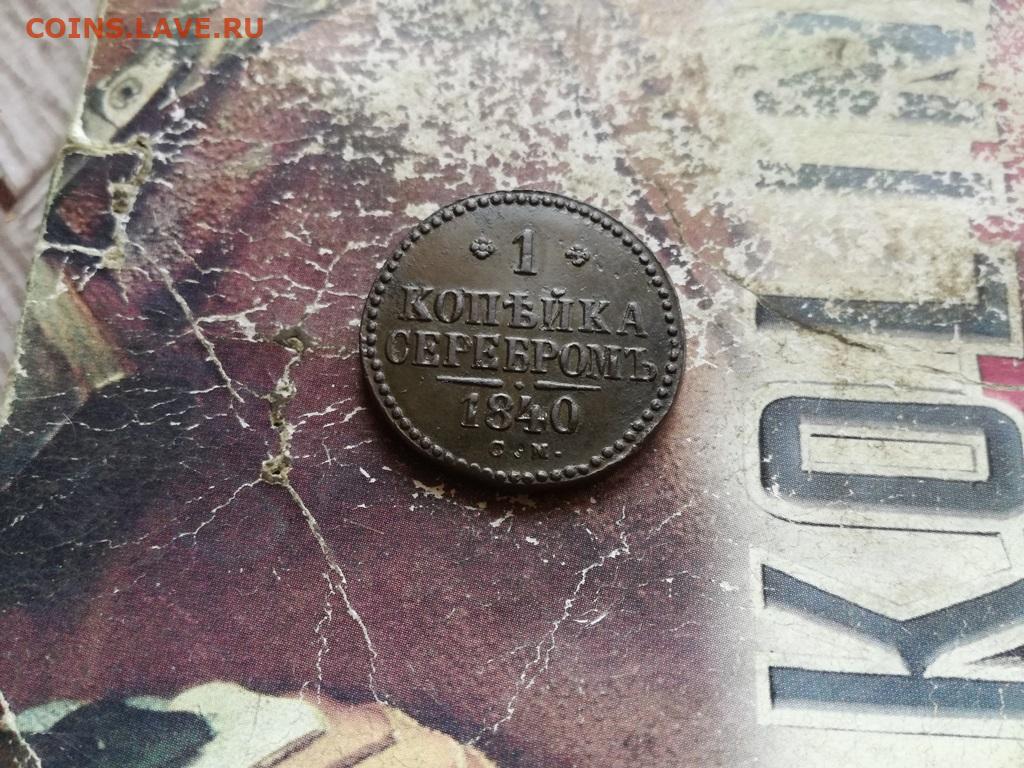 COINS.LAVE.RU
1
КОПѢЙКА
СЕРЕБРОМЪ
1840
С.М.